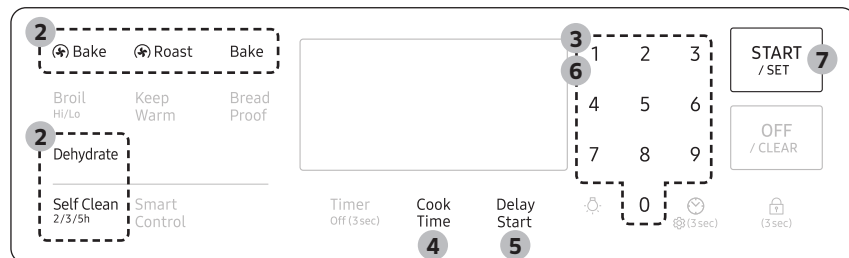 2
Bake Roast Bake
Broil Keep Bread
Hi/Lo Warm Proof
2
Dehydrate
Self Clean Smart
2/3/5h Control
Timer Cook Delay
Off (3 sec) Time Start
4 5
3
6
1 2 3
4 5 6
7 8 9
0
(3 sec)
(3 sec)
START
/ SET
7
OFF
/ CLEAR